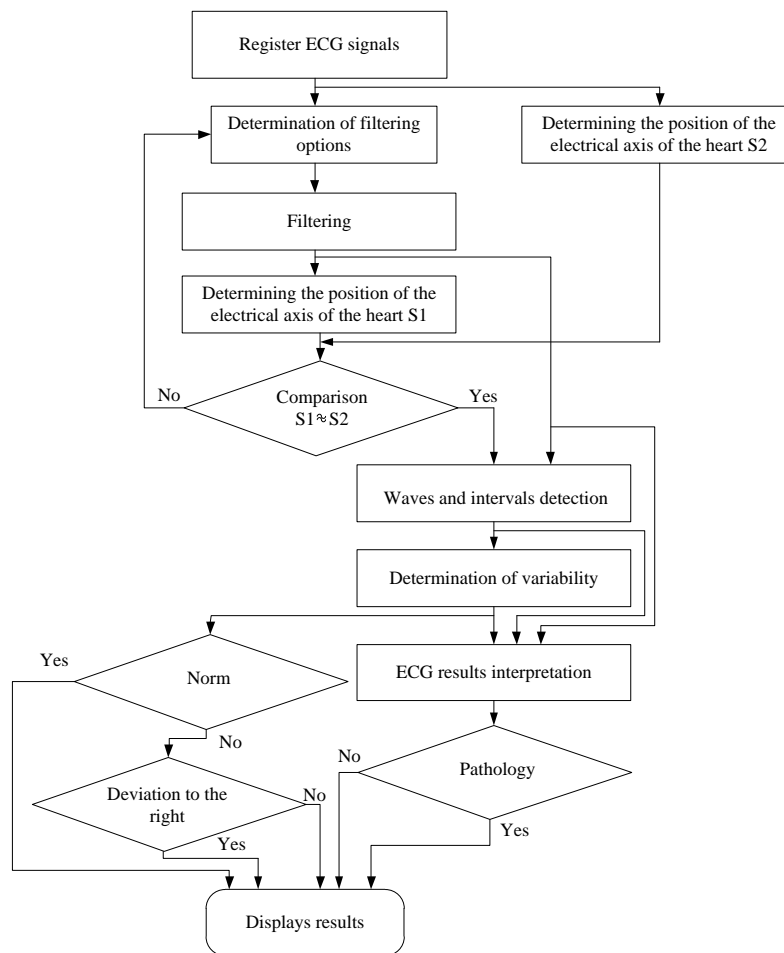 Register ECG signals
Determination of filtering
options
Determining the position of the
electrical axis of the heart S2
Filtering
Determining the position of the
electrical axis of the heart S1
No
Comparison
S1≈S2
Yes
Waves and intervals detection
Determination of variability
Yes
Norm
ECG results interpretation
No
No
Pathology
Deviation to the
right
No
Yes
Yes
Displays results